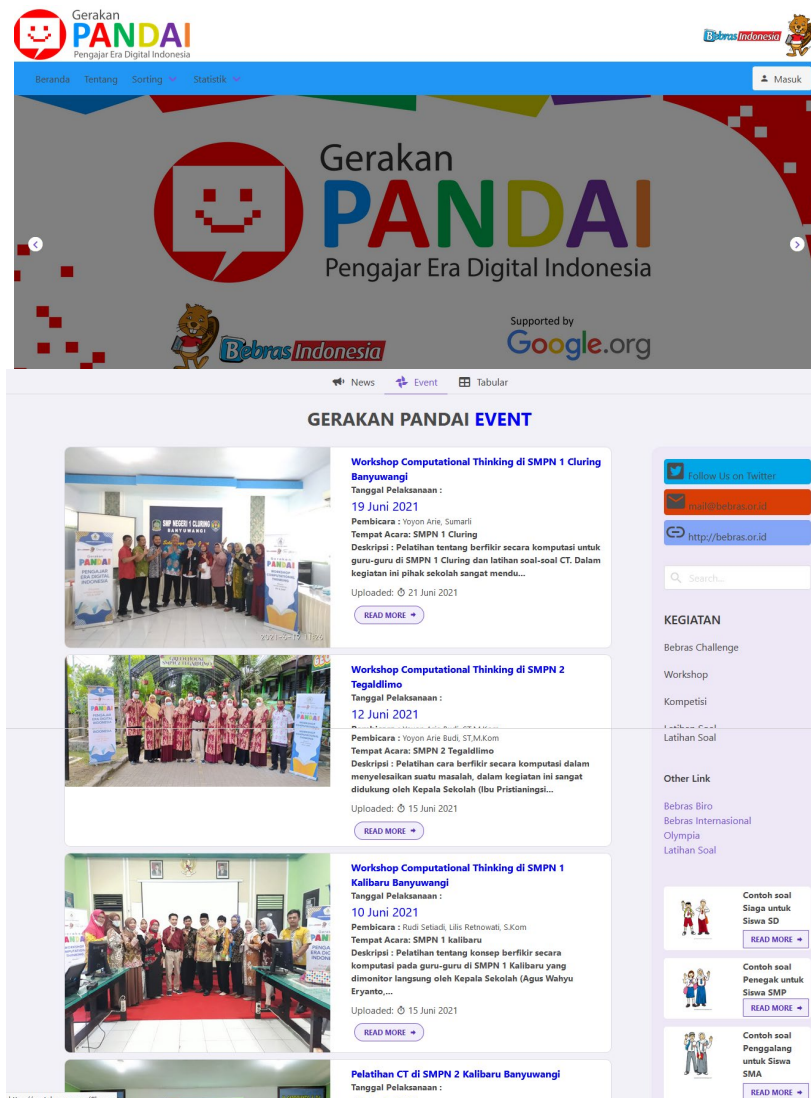 Gerakan
PANDAI
Pengajar Era Digital Indonesia
Bebras Indonesia
Beranda Tentang Sorting Statistik
Masuk
Gerakan
PANDAI
Pengajar Era Digital Indonesia
Bebras Indonesia
Supported by
Google.org
News Event Tabular
GERAKAN PANDAI EVENT
Workshop Computational Thinking di SMPN 1 Cluring
Banyuwangi
Tanggal Pelaksanaan :
19 Juni 2021
Pembicara : Yoyon Arie, Sumarli
Tempat Acara: SMPN 1 Cluring
Deskripsi : Pelatihan tentang berfikir secara komputasi untuk
guru-guru di SMPN 1 Cluring dan latihan soal-soal CT. Dalam
kegiatan ini pihak sekolah sangat mendu...
Uploaded: 21 Juni 2021
READ MORE
SMP NEGERI 1 CLURING
BANYUWANGI
PANDAI
PENGAJAR
ERA DIGITAL
INDONESIA
Workshop Computational Thinking di SMPN 2
Tegaldlimo
Tanggal Pelaksanaan :
12 Juni 2021
Pembicara : Yoyon Arie Budi, ST,M.Kom
Tempat Acara: SMPN 2 Tegaldlimo
Deskripsi : Pelatihan cara berfikir secara komputasi dalam
menyelesaikan suatu masalah, dalam kegiatan ini sangat
didukung oleh Kepala Sekolah (Ibu Pristianingsi...
Uploaded: 15 Juni 2021
READ MORE
Workshop Computational Thinking di SMPN 1
Kalibaru Banyuwangi
Tanggal Pelaksanaan :
10 Juni 2021
Pembicara : Rudi Setiadi, Lilis Retnowati, S.Kom
Tempat Acara: SMPN 1 kalibaru
Deskripsi : Pelatihan tentang konsep berfikir secara
komputasi pada guru-guru di SMPN 1 Kalibaru yang
dimonitor langsung oleh Kepala Sekolah (Agus Wahyu
Eryanto,...
Uploaded: 15 Juni 2021
READ MORE
Pelatihan CT di SMPN 2 Kalibaru Banyuwangi
Tanggal Pelaksanaan :
Follow Us on Twitter
mail@bebras.or.id
http://bebras.or.id
Search...
KEGIATAN
Bebras Challenge
Workshop
Kompetisi
Latihan Soal
Other Link
Bebras Biro
Bebras Internasional
Olympia
Latihan Soal
Contoh soal
Siaga untuk
Siswa SD
READ MORE
Contoh soal
Penegak untuk
Siswa SMP
READ MORE
Contoh soal
Penggalang
untuk Siswa
SMA
READ MORE